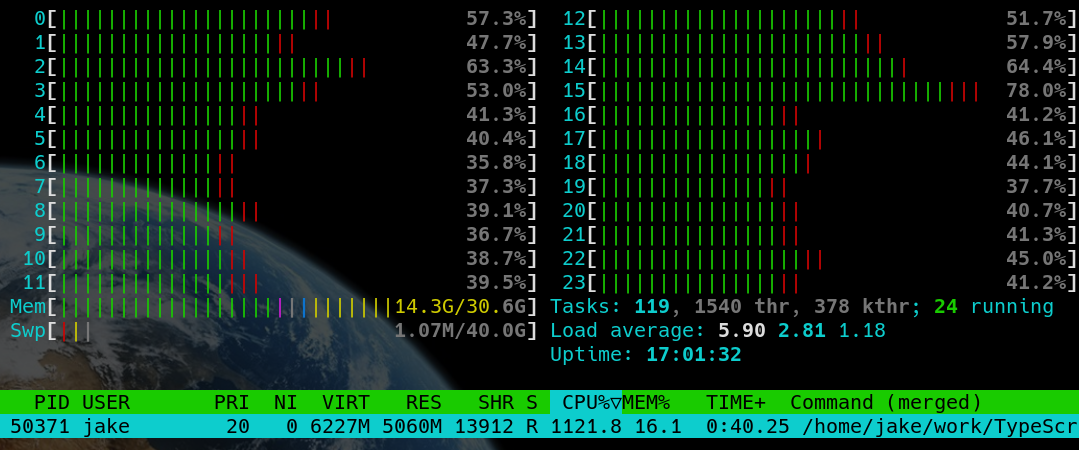 0[||||||||||||||||||||||| 57.3%] 12[|||||||||||||||||||||| 51.7%]
1[|||||||||||||||||||| 47.7%] 13[|||||||||||||||||||||||| 57.9%]
2[|||||||||||||||||||||||||| 63.3%] 14[|||||||||||||||||||||||||| 64.4%]
3[|||||||||||||||||||||| 53.0%] 15[|||||||||||||||||||||||||||||||| 78.0%]
4[||||||||||||||||| 41.3%] 16[||||||||||||||||| 41.2%]
5[||||||||||||||||| 40.4%] 17[||||||||||||||||||| 46.1%]
6[||||||||||||||| 35.8%] 18[|||||||||||||||||| 44.1%]
7[||||||||||||||| 37.3%] 19[|||||||||||||||| 37.7%]
8[||||||||||||||||| 39.1%] 20[||||||||||||||||| 40.7%]
9[||||||||||||||| 36.7%] 21[||||||||||||||||| 41.3%]
10[|||||||||||||||| 38.7%] 22[||||||||||||||||||| 45.0%]
11[||||||||||||||||| 39.5%] 23[||||||||||||||||| 41.2%]
Mem[||||||||||||||||||||||||||||14.3G/30.6G] Tasks: 119, 1540 thr, 378 kthr; 24 running
Swp[||| 1.07M/40.0G] Load average: 5.90 2.81 1.18
Uptime: 17:01:32
PID USER PRI NI VIRT RES SHR S CPU%▽MEM% TIME+ Command (merged)
50371 jake 20 0 6227M 5060M 13912 R 1121.8 16.1 0:40.25 /home/jake/work/TypeScr